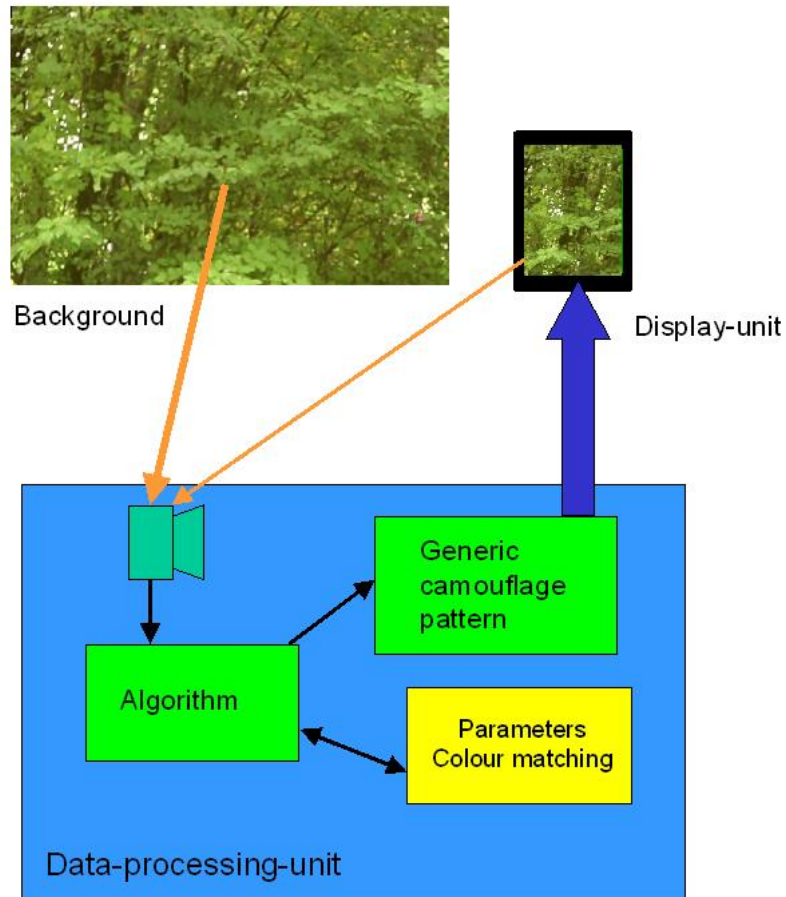 Background
Display-unit
Generic
camouflage
pattern
Algorithm
Parameters
Colour matching
Data-processing-unit